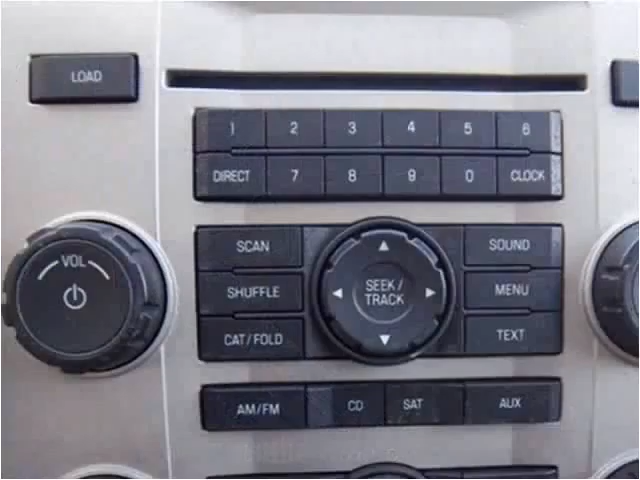 LOAD
1 2 3 4 5 6
DIRECT 7 8 9 0 CLOCK
VOL
SCAN SOUND
SHUFFLE SEEK / MENU
TRACK
CAT/FOLD TEXT
AM/FM CD SAT AUX